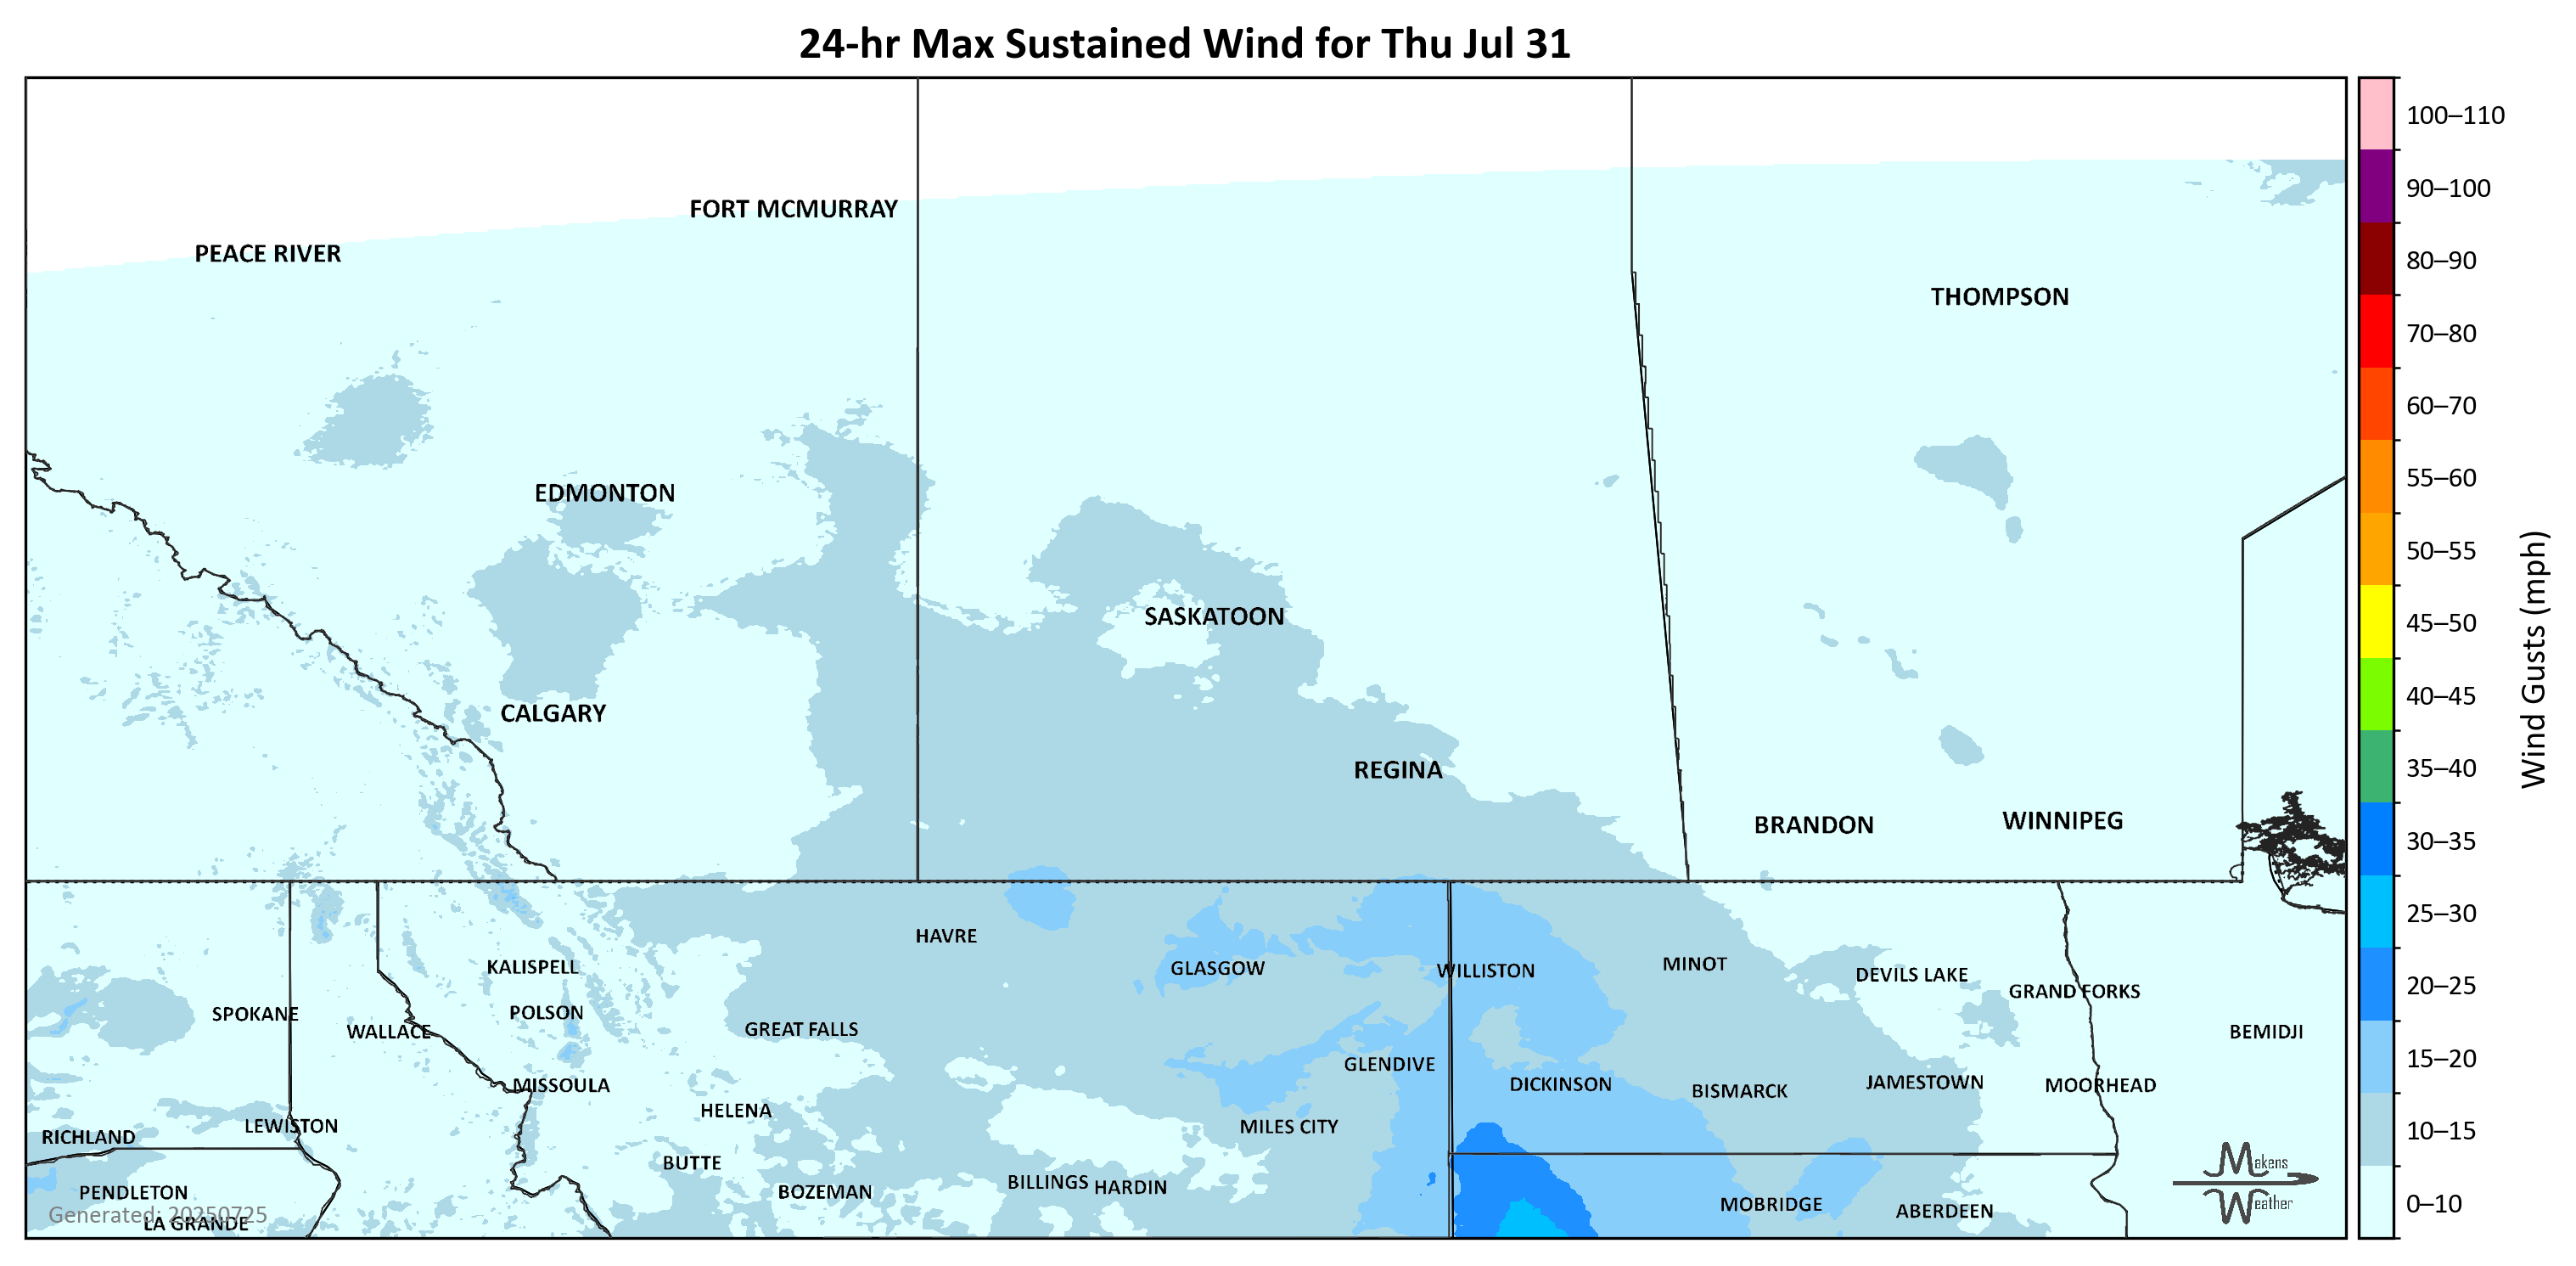 24-hr Max Sustained Wind for Thu Jul 31
FORT MCMURRAY
PEACE RIVER
THOMPSON
EDMONTON
SASKATOON
CALGARY
REGINA
BRANDON
WINNIPEG
HAVRE
KALISPELL
GLASGOW
WILLISTON
MINOT
DEVILS LAKE
GRAND FORKS
SPOKANE
POLSON
WALLACE
GREAT FALLS
BEMIDJI
GLENDIVE
MISSOULA
DICKINSON
BISMARCK
JAMESTOWN
MOORHEAD
HELENA
LEWISTON
MILES CITY
RICHLAND
BUTTE
PENDLETON
BOZEMAN
BILLINGS
HARDIN
MOBRIDGE
ABERDEEN
Generated: 20250725
LA GRANDE
Makens
Weather
100–110
90–100
80–90
70–80
60–70
55–60
50–55
45–50
40–45
35–40
30–35
25–30
20–25
15–20
10–15
0–10
Wind Gusts (mph)